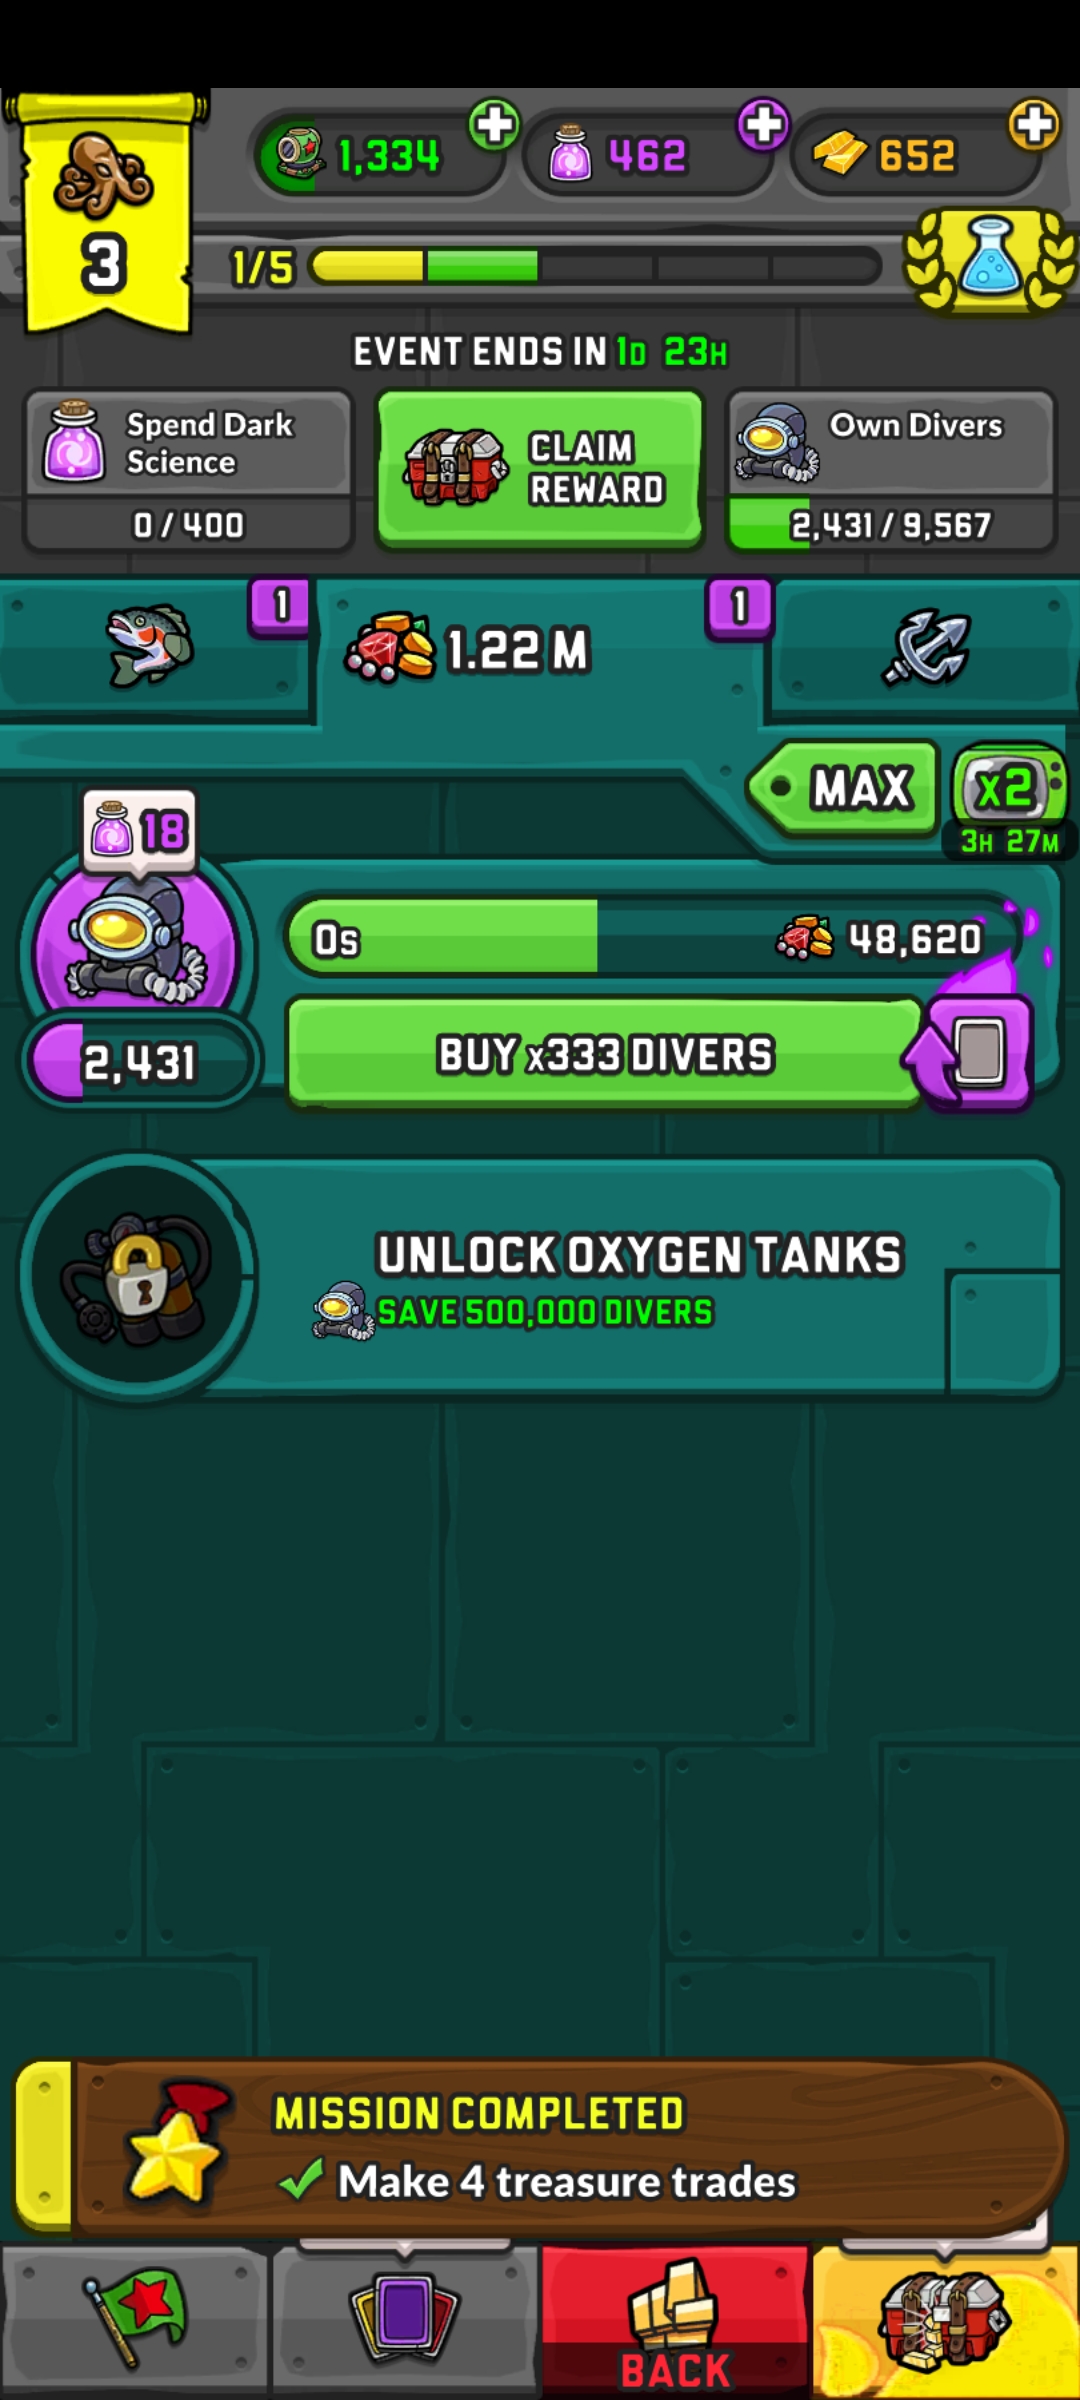 1,334
462
652
3
1/5
EVENT ENDS IN 1D 23H
Spend Dark
Science
0 / 400
CLAIM
REWARD
Own Divers
2,431 / 9,567
1
1.22 M
1
MAX
x2
3H 27M
18
0s
48,620
2,431
BUY x333 DIVERS
UNLOCK OXYGEN TANKS
SAVE 500,000 DIVERS
MISSION COMPLETED
Make 4 treasure trades
BACK